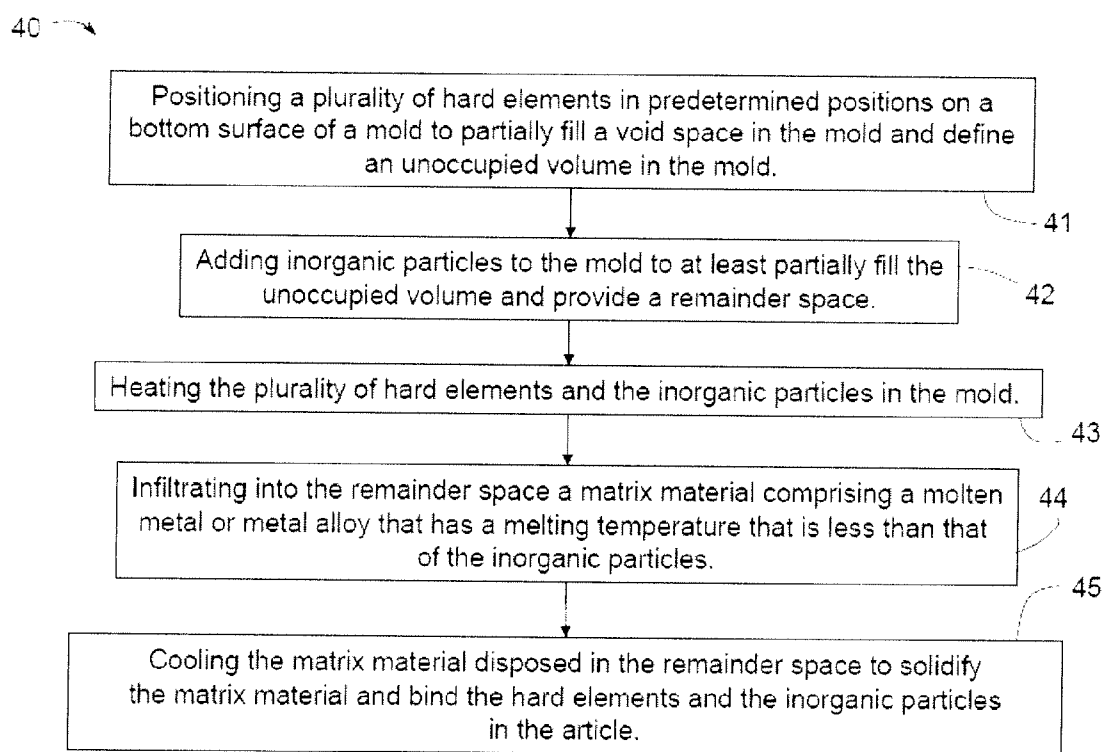 40
Positioning a plurality of hard elements in predetermined positions on a
bottom surface of a mold to partially fill a void space in the mold and define
an unoccupied volume in the mold.
41
Adding inorganic particles to the mold to at least partially fill the
unoccupied volume and provide a remainder space.
42
Heating the plurality of hard elements and the inorganic particles in the mold.
43
Infiltrating into the remainder space a matrix material comprising a molten
metal or metal alloy that has a melting temperature that is less than that
of the inorganic particles.
44
45
Cooling the matrix material disposed in the remainder space to solidify
the matrix material and bind the hard elements and the inorganic particles
in the article.